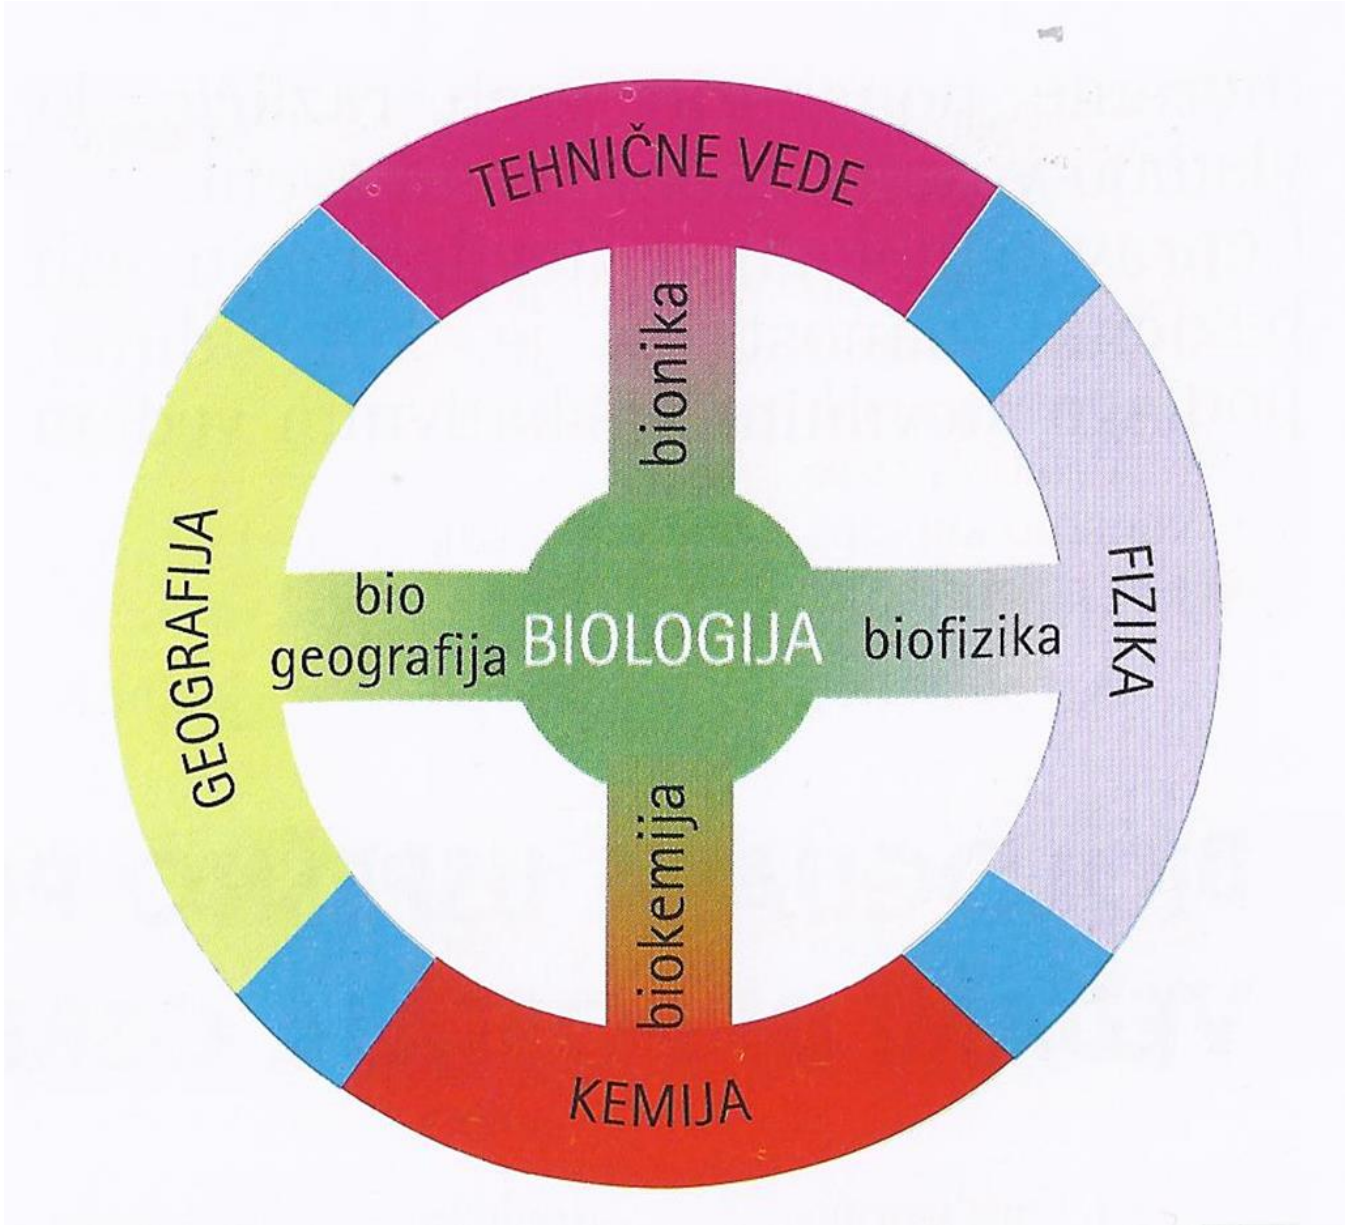 TEHNIČNE VEDE
bionika
GEOGRAFIJA
bio
geografija
BIOLOGIJA
biofizika
FIZIKA
biokemija
KEMIJA